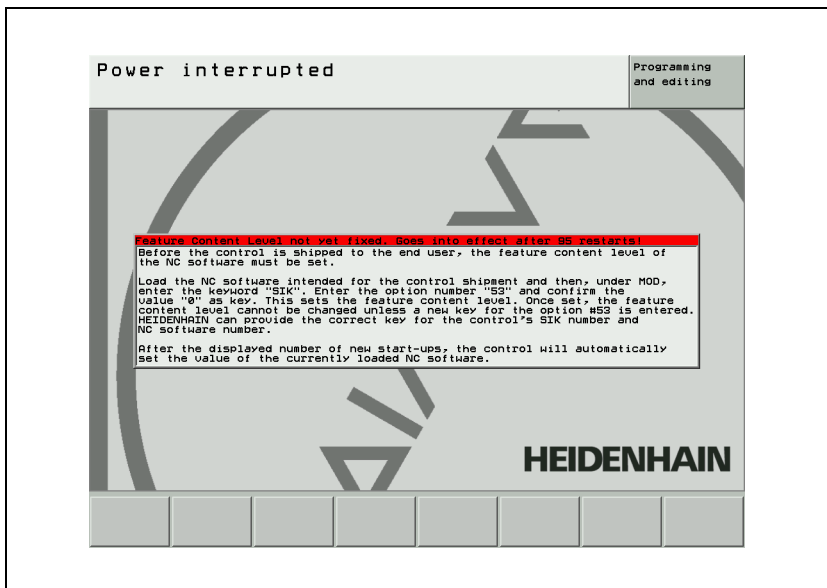 Power interrupted
Programming
and editing
Feature Content Level not yet fixed. Goes into effect after 95 restarts!
Before the control is shipped to the end user, the feature content level of
the NC software must be set.
Load the NC software intended for the control shipment and then, under MOD,
enter the keyword "SIK". Enter the option number "53" and confirm the
value "0" as key. This sets the feature content level. Once set, the feature
content level cannot be changed unless a new key for the option #53 is entered.
HEIDENHAIN can provide the correct key for the control's SIK number and
NC software number.
After the displayed number of new start-ups, the control will automatically
set the value of the currently loaded NC software.
HEIDENHAIN